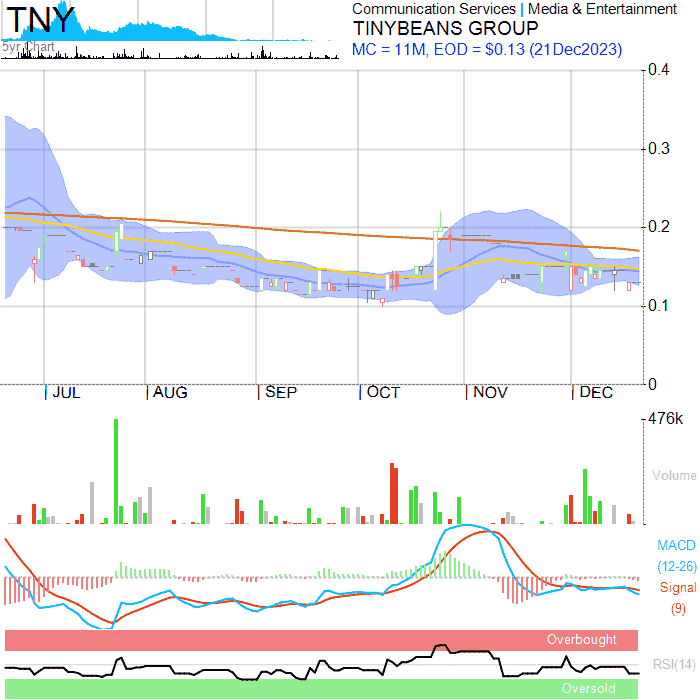 TNY
5yr Chart
Communication Services | Media & Entertainment
TINYBEANS GROUP
MC = 11M, EOD = $0.13 (21Dec2023)
0.4
0.3
0.2
0.1
0
JUL AUG SEP OCT NOV DEC
476k
Volume
MACD
(12-26)
Signal
(9)
Overbought
RSI(14)
Oversold